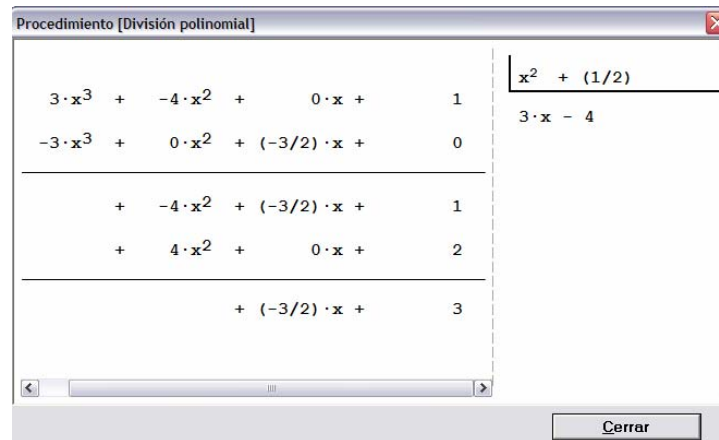 Procedimiento [División polinomial]
3·x³ + -4·x² + 0·x + 1
-3·x³ + 0·x² + (-3/2)·x + 0
+ -4·x² + (-3/2)·x + 1
+ 4·x² + 0·x + 2
+ (-3/2)·x + 3
x² + (1/2)
3·x - 4
Cerrar